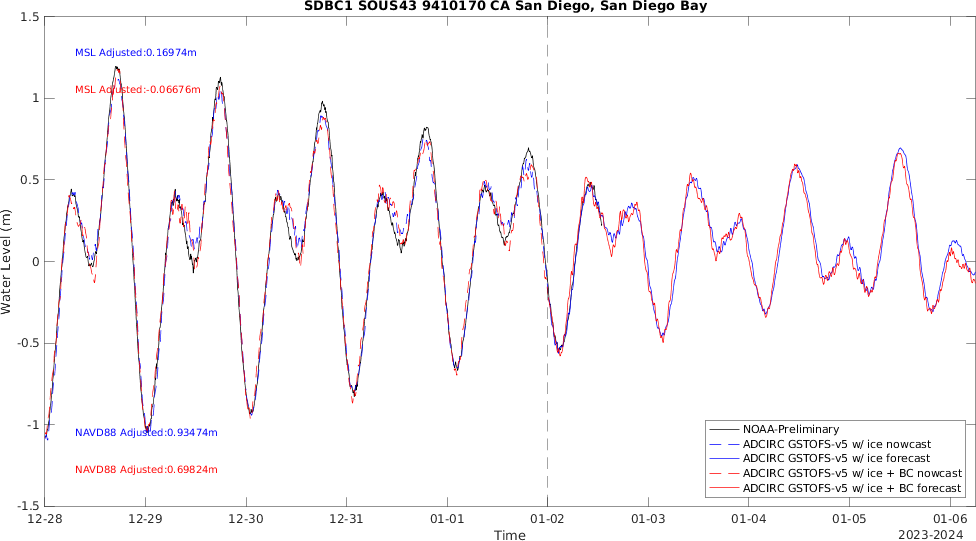 SDBC1 SOUS43 9410170 CA San Diego, San Diego Bay
1.5
MSL Adjusted:0.16974m
1
MSL Adjusted:-0.06676m
0.5
Water Level (m)
0
-0.5
-1
NAVD88 Adjusted:0.93474m
NAVD88 Adjusted:0.69824m
-1.5
NOAA-Preliminary
ADCIRC GSTOFS-v5 w/ ice nowcast
ADCIRC GSTOFS-v5 w/ ice forecast
ADCIRC GSTOFS-v5 w/ ice + BC nowcast
ADCIRC GSTOFS-v5 w/ ice + BC forecast
12-28 12-29 12-30 12-31 01-01 01-02 01-03 01-04 01-05 01-06
Time
2023-2024